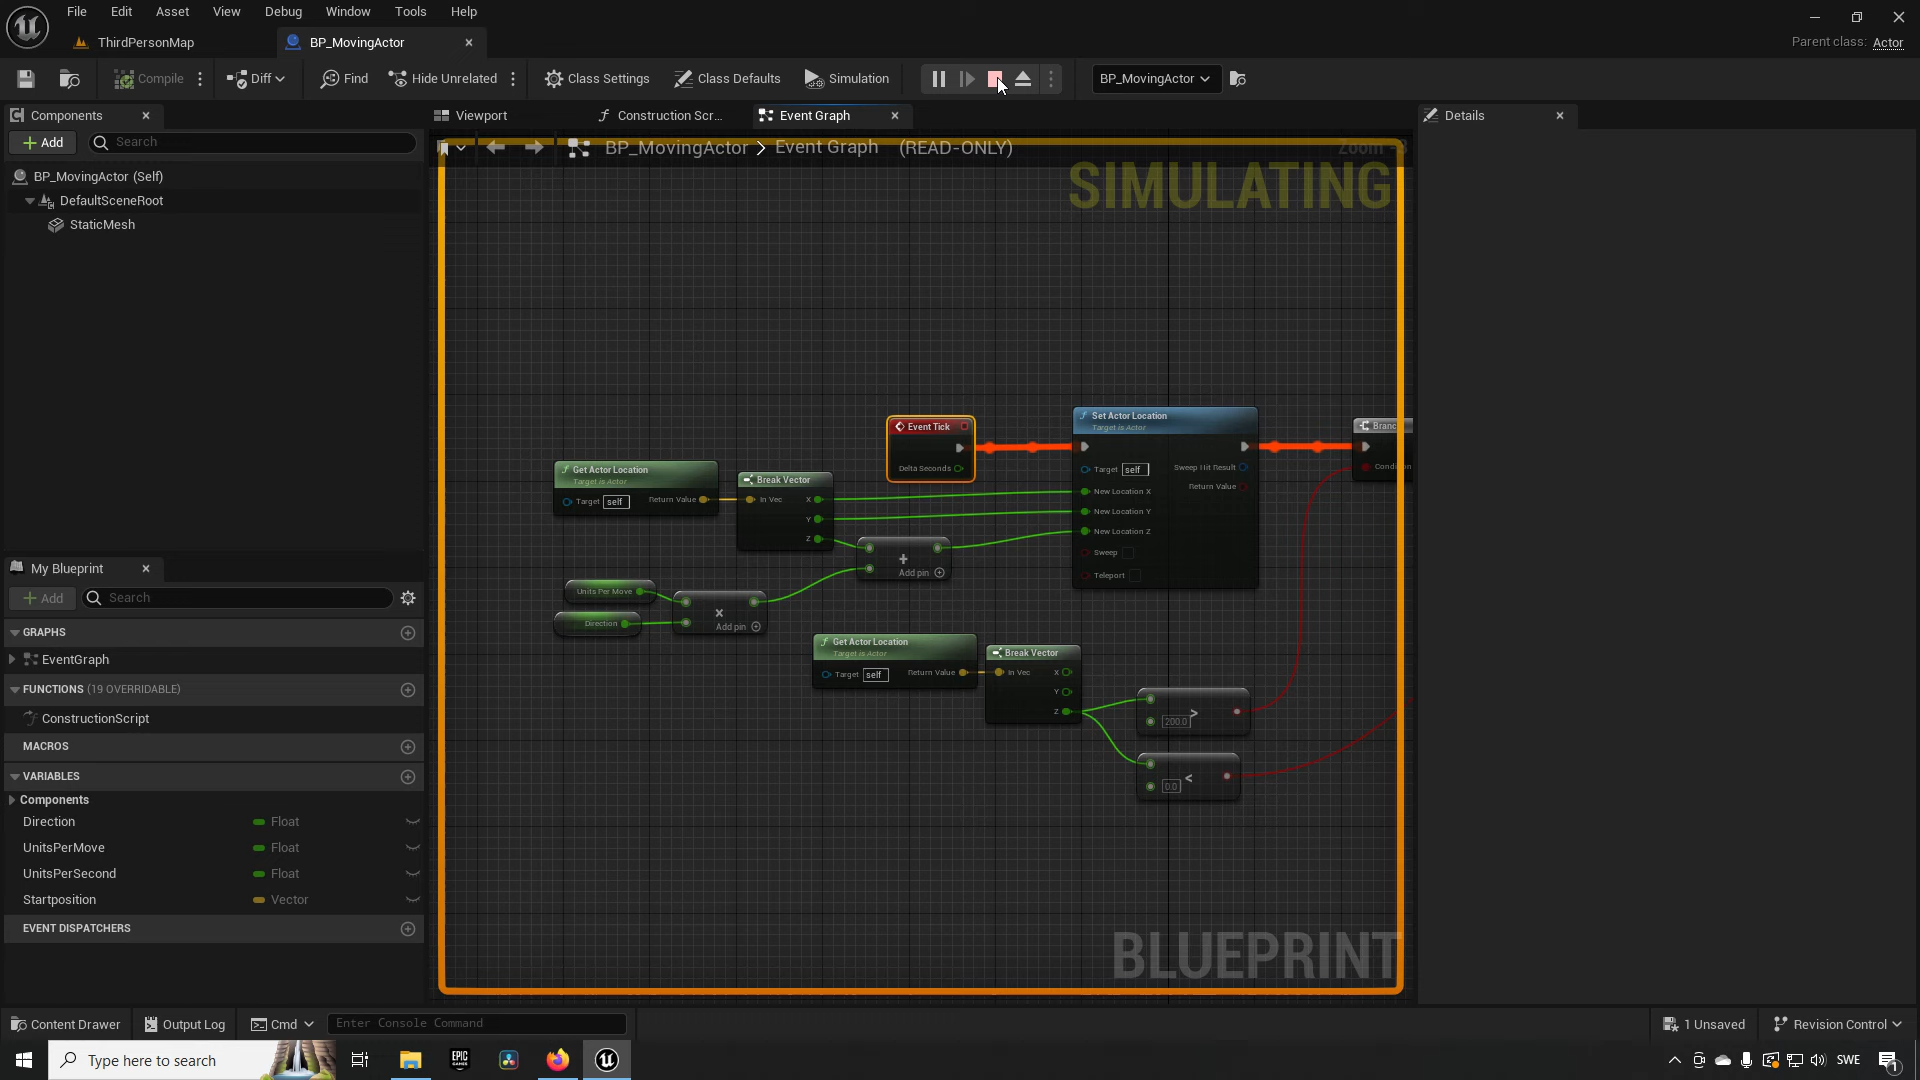 File Edit Asset View Debug Window Tools Help
ThirdPersonMap
BP_MovingActor
Parent class: Actor
Compile
Diff
Find
Hide Unrelated
Class Settings
Class Defaults
Simulation
BP_MovingActor
Components
Add
Search
BP_MovingActor (Self)
DefaultSceneRoot
StaticMesh
Viewport
Construction Scr...
Event Graph
Details
BP_MovingActor > Event Graph (READ-ONLY)
SIMULATING
Event Tick
Delta Seconds
Set Actor Location
Target is Actor
Target self
Sweep Hit Result
Return Value
New Location X
New Location Y
New Location Z
Sweep
Teleport
Get Actor Location
Target is Actor
Target self
Return Value
Break Vector
In Vec
X
Y
Z
+
Add pin
Units Per Move
Direction
x
Add pin
Get Actor Location
Target is Actor
Target self
Return Value
Break Vector
In Vec
X
Y
Z
200.0 >
0.0 <
BLUEPRINT
My Blueprint
Add
Search
GRAPHS
EventGraph
FUNCTIONS (19 OVERRIDABLE)
ConstructionScript
MACROS
VARIABLES
Components
Direction Float
UnitsPerMove Float
UnitsPerSecond Float
Startposition Vector
EVENT DISPATCHERS
Content Drawer
Output Log
Cmd
Enter Console Command
1 Unsaved
Revision Control
Type here to search
EPIC
GAMES
SWE
1